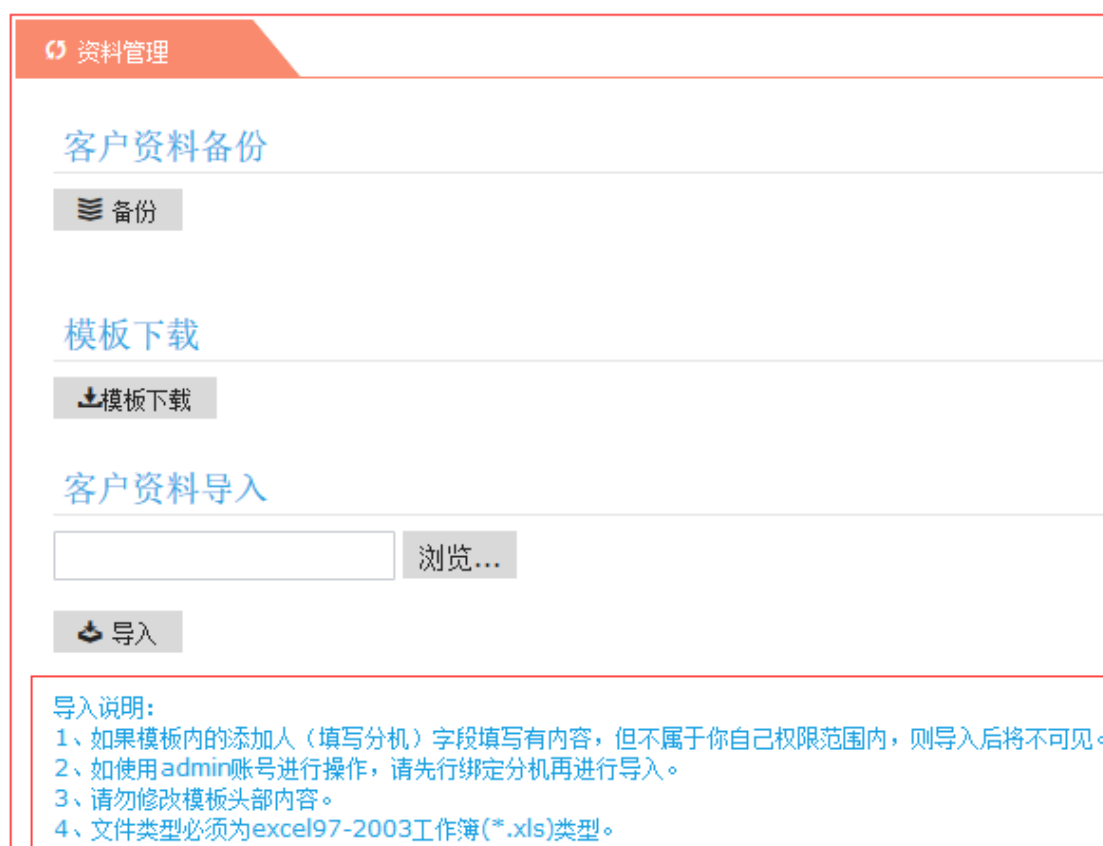 资料管理
客户资料备份
备份
模板下载
模板下载
客户资料导入
浏览...
导入
导入说明:
1、如果模板内的添加人（填写分机）字段填写有内容，但不属于你自己权限范围内，则导入后将不可见。
2、如使用admin账号进行操作，请先行绑定分机再进行导入。
3、请勿修改模板头部内容。
4、文件类型必须为excel97-2003工作簿(*.xls)类型。